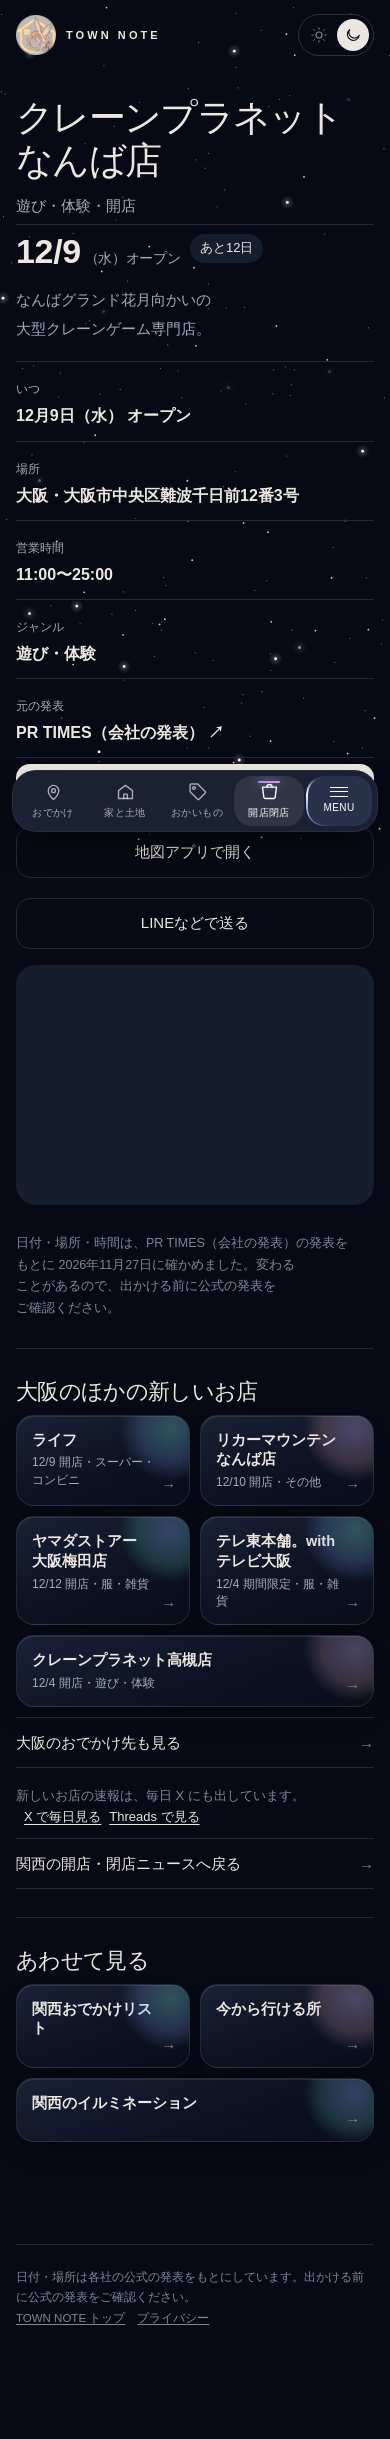 TOWN NOTE
クレーンプラネット
なんば店
遊び・体験・開店
12/9 （水）オープン あと12日
なんばグランド花月向かいの
大型クレーンゲーム専門店。
いつ
12月9日（水） オープン
場所
大阪・大阪市中央区難波千日前12番3号
営業時間
11:00〜25:00
ジャンル
遊び・体験
元の発表
PR TIMES（会社の発表） ↗
おでかけ
家と土地
おかいもの
開店閉店
MENU
地図アプリで開く
LINEなどで送る
日付・場所・時間は、PR TIMES（会社の発表）の発表を
もとに 2026年11月27日に確かめました。変わる
ことがあるので、出かける前に公式の発表を
ご確認ください。
大阪のほかの新しいお店
ライフ
12/9 開店・スーパー・
コンビニ
→
リカーマウンテン
なんば店
12/10 開店・その他
→
ヤマダストアー
大阪梅田店
12/12 開店・服・雑貨
→
テレ東本舗。with
テレビ大阪
12/4 期間限定・服・雑
貨
→
クレーンプラネット高槻店
12/4 開店・遊び・体験
→
大阪のおでかけ先も見る →
新しいお店の速報は、毎日 X にも出しています。
X で毎日見る Threads で見る
関西の開店・閉店ニュースへ戻る →
あわせて見る
関西おでかけリス
ト
→
今から行ける所
→
関西のイルミネーション
→
日付・場所は各社の公式の発表をもとにしています。出かける前
に公式の発表をご確認ください。
TOWN NOTE トップ プライバシー